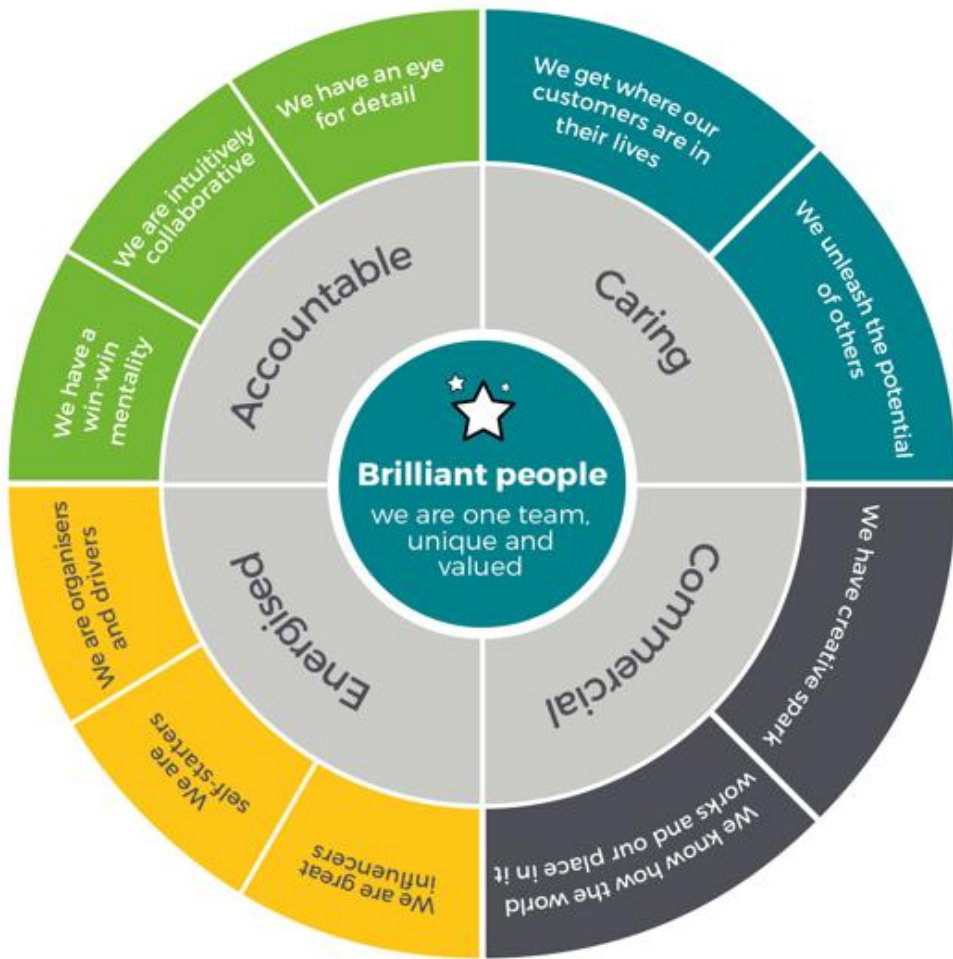 Brilliant people
we are one team,
unique and
valued
Accountable
We have a
win-win
mentality
We are intuitively
collaborative
We have an eye
for detail
Caring
We get where our
customers are in
their lives
We unleash the potential
of others
Commercial
We have creative spark
We know how the world
works and our place in it
Energised
We are great
influencers
We are
self-starters
We are organisers
and drivers